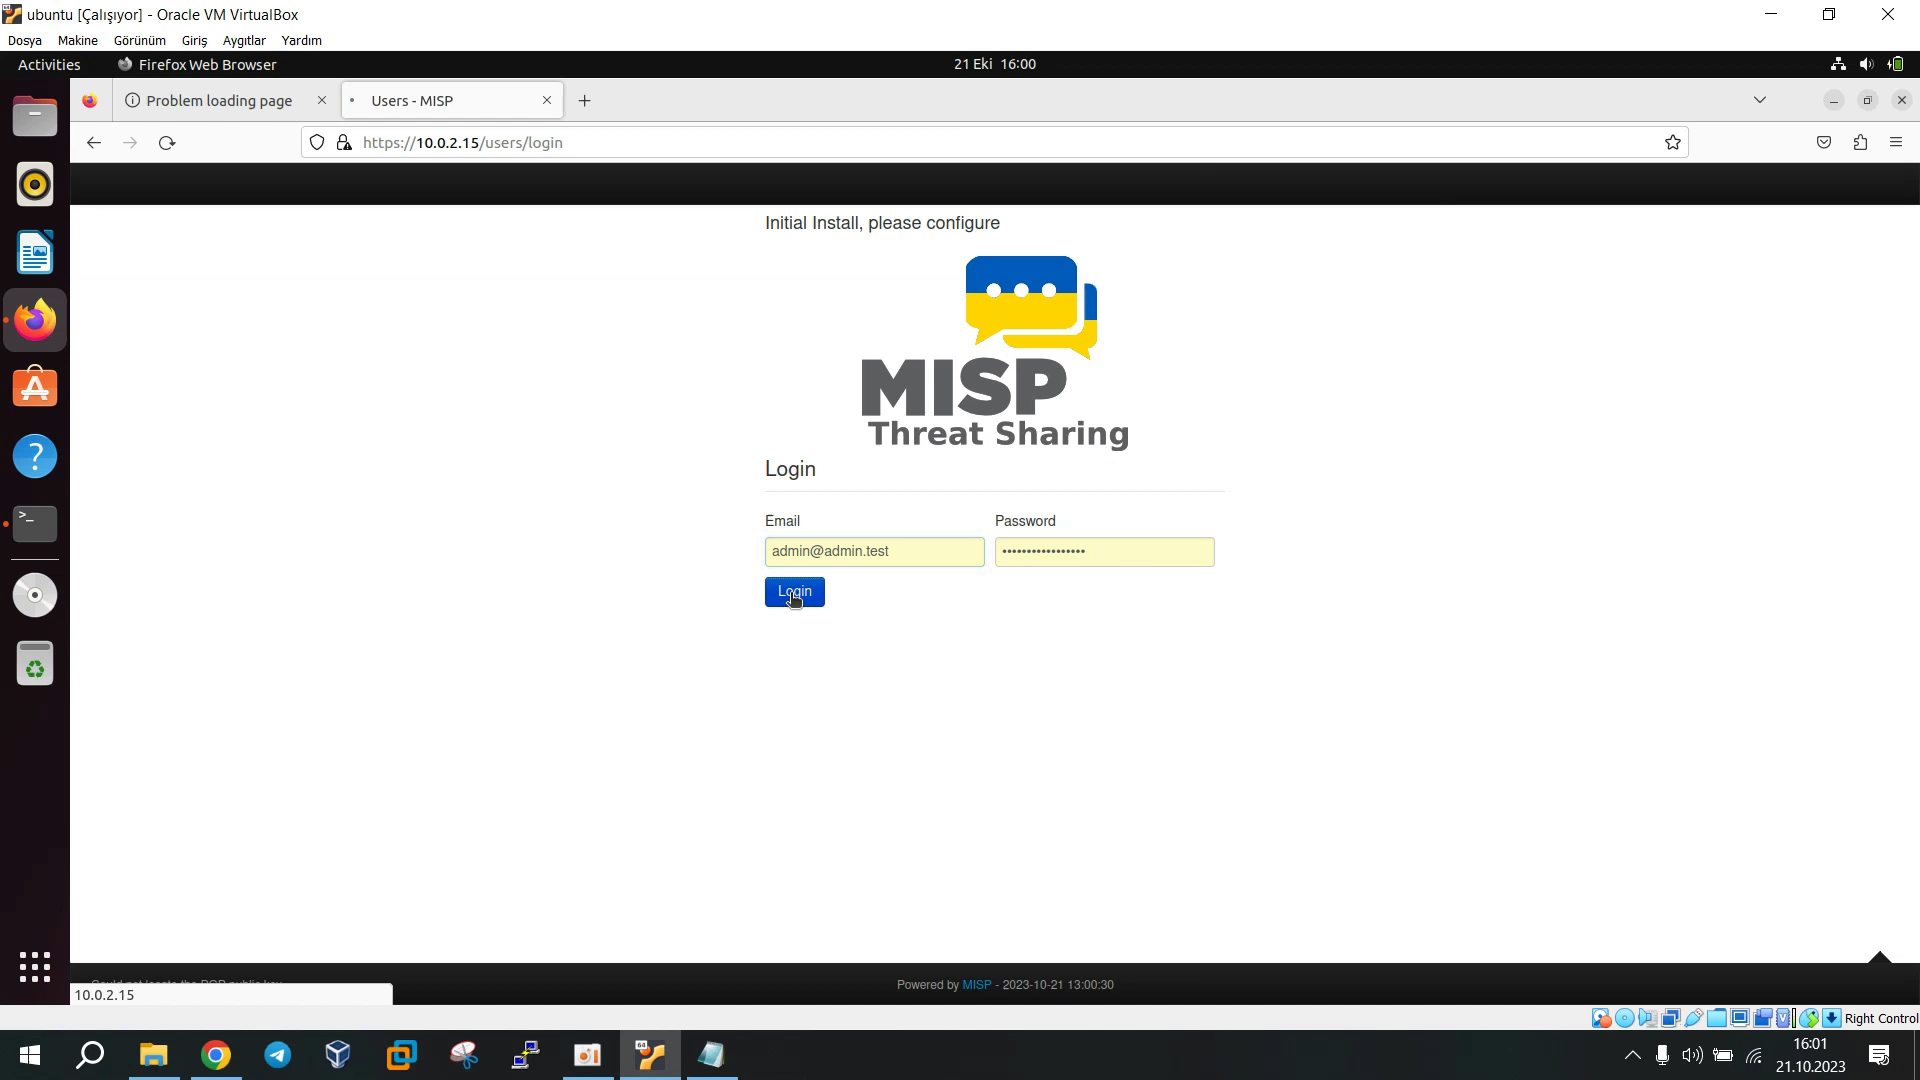 ubuntu [Çalışıyor] - Oracle VM VirtualBox
Dosya Makine Görünüm Giriş Aygıtlar Yardım
Activities Firefox Web Browser 21 Eki 16:00
Problem loading page Users - MISP
https://10.0.2.15/users/login
Initial Install, please configure
MISP
Threat Sharing
Login
Email Password
admin@admin.test •••••••••••••••••
Login
Powered by MISP - 2023-10-21 13:00:30
10.0.2.15
Right Control
16:01
21.10.2023